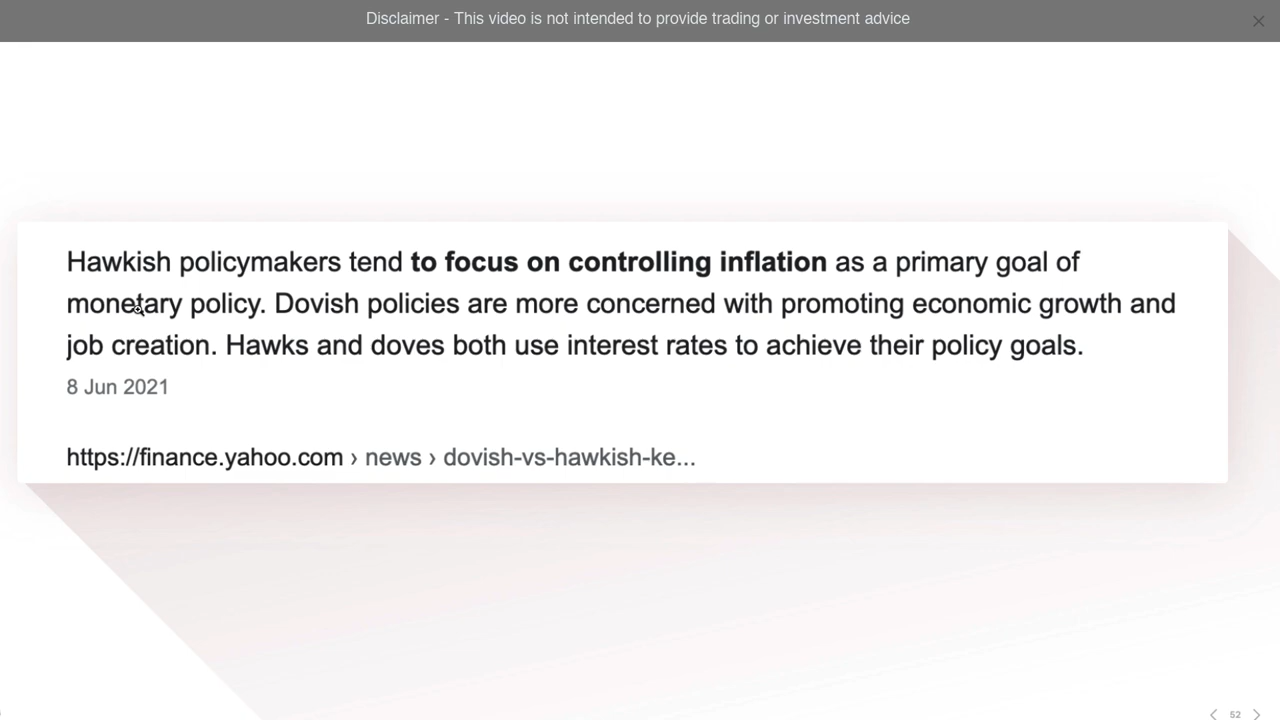 Disclaimer - This video is not intended to provide trading or investment advice
Hawkish policymakers tend to focus on controlling inflation as a primary goal of
monetary policy. Dovish policies are more concerned with promoting economic growth and
job creation. Hawks and doves both use interest rates to achieve their policy goals.
8 Jun 2021
https://finance.yahoo.com › news › dovish-vs-hawkish-ke...
52